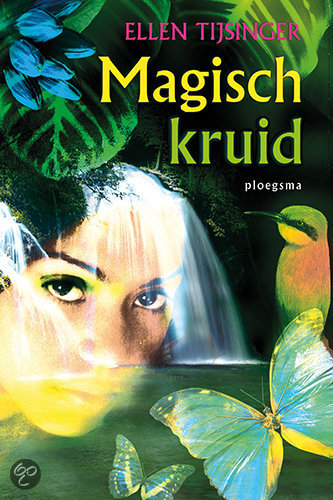 ELLEN TIJSINGER
Magisch
kruid
ploegsma